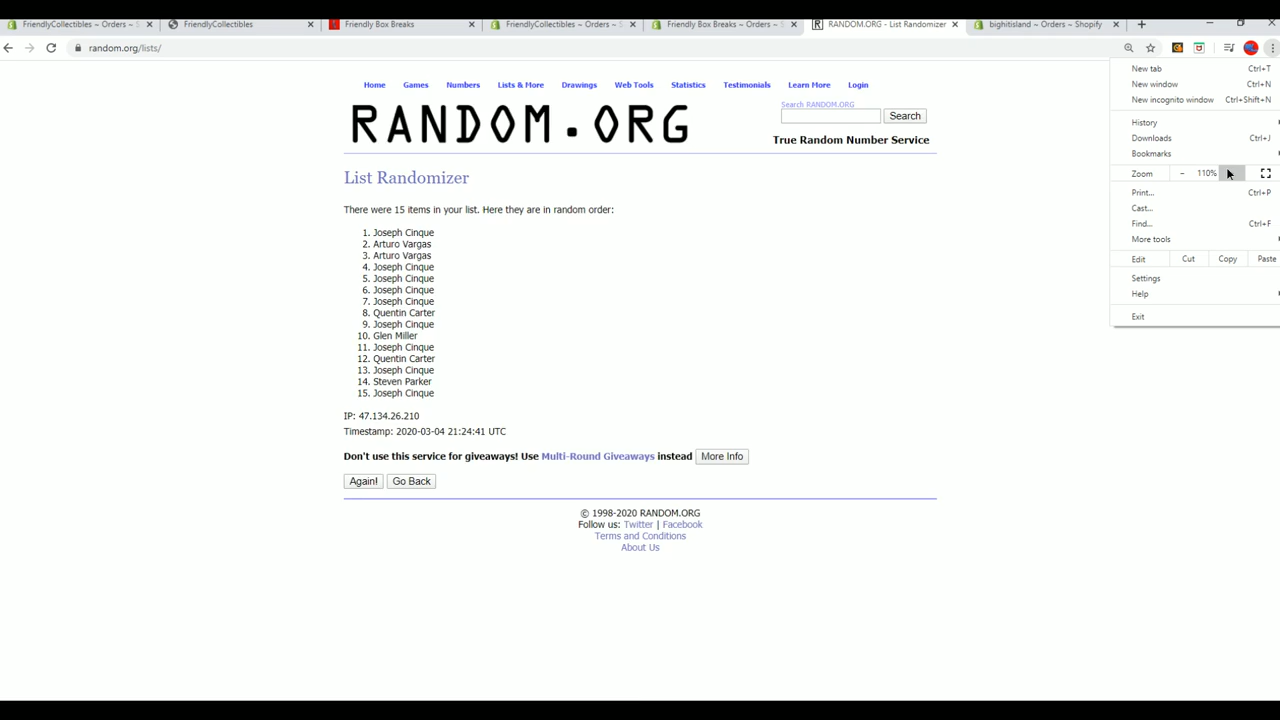 FriendlyCollectibles ~ Orders ~ S
FriendlyCollectibles
Friendly Box Breaks
FriendlyCollectibles ~ Orders ~ S
Friendly Box Breaks ~ Orders ~ S
RANDOM.ORG - List Randomizer
bighitisland ~ Orders ~ Shopify
random.org/lists/
New tab Ctrl+T
New window Ctrl+N
New incognito window Ctrl+Shift+N
History
Downloads Ctrl+J
Bookmarks
Zoom - 110%
Print... Ctrl+P
Cast...
Find... Ctrl+F
More tools
Edit Cut Copy Paste
Settings
Help
Exit
Home Games Numbers Lists & More Drawings Web Tools Statistics Testimonials Learn More Login
RANDOM.ORG
Search RANDOM.ORG
Search
True Random Number Service
List Randomizer
There were 15 items in your list. Here they are in random order:
1. Joseph Cinque
2. Arturo Vargas
3. Arturo Vargas
4. Joseph Cinque
5. Joseph Cinque
6. Joseph Cinque
7. Joseph Cinque
8. Quentin Carter
9. Joseph Cinque
10. Glen Miller
11. Joseph Cinque
12. Quentin Carter
13. Joseph Cinque
14. Steven Parker
15. Joseph Cinque
IP: 47.134.26.210
Timestamp: 2020-03-04 21:24:41 UTC
Don't use this service for giveaways! Use Multi-Round Giveaways instead More Info
Again! Go Back
© 1998-2020 RANDOM.ORG
Follow us: Twitter | Facebook
Terms and Conditions
About Us